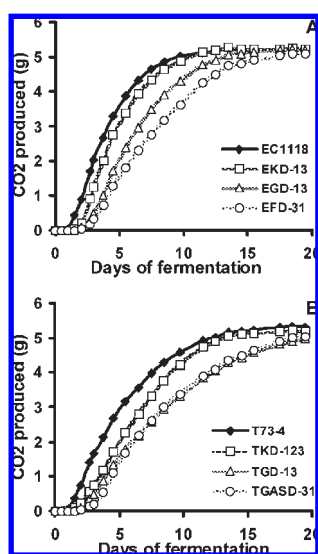 A
CO2 produced (g)
6
5
4
3
2
1
0
EC1118
EKD-13
EGD-13
EFD-31
0 5 10 15 20
Days of fermentation
B
CO2 produced (g)
6
5
4
3
2
1
0
T73-4
TKD-123
TGD-13
TGASD-31
0 5 10 15 20
Days of fermentation